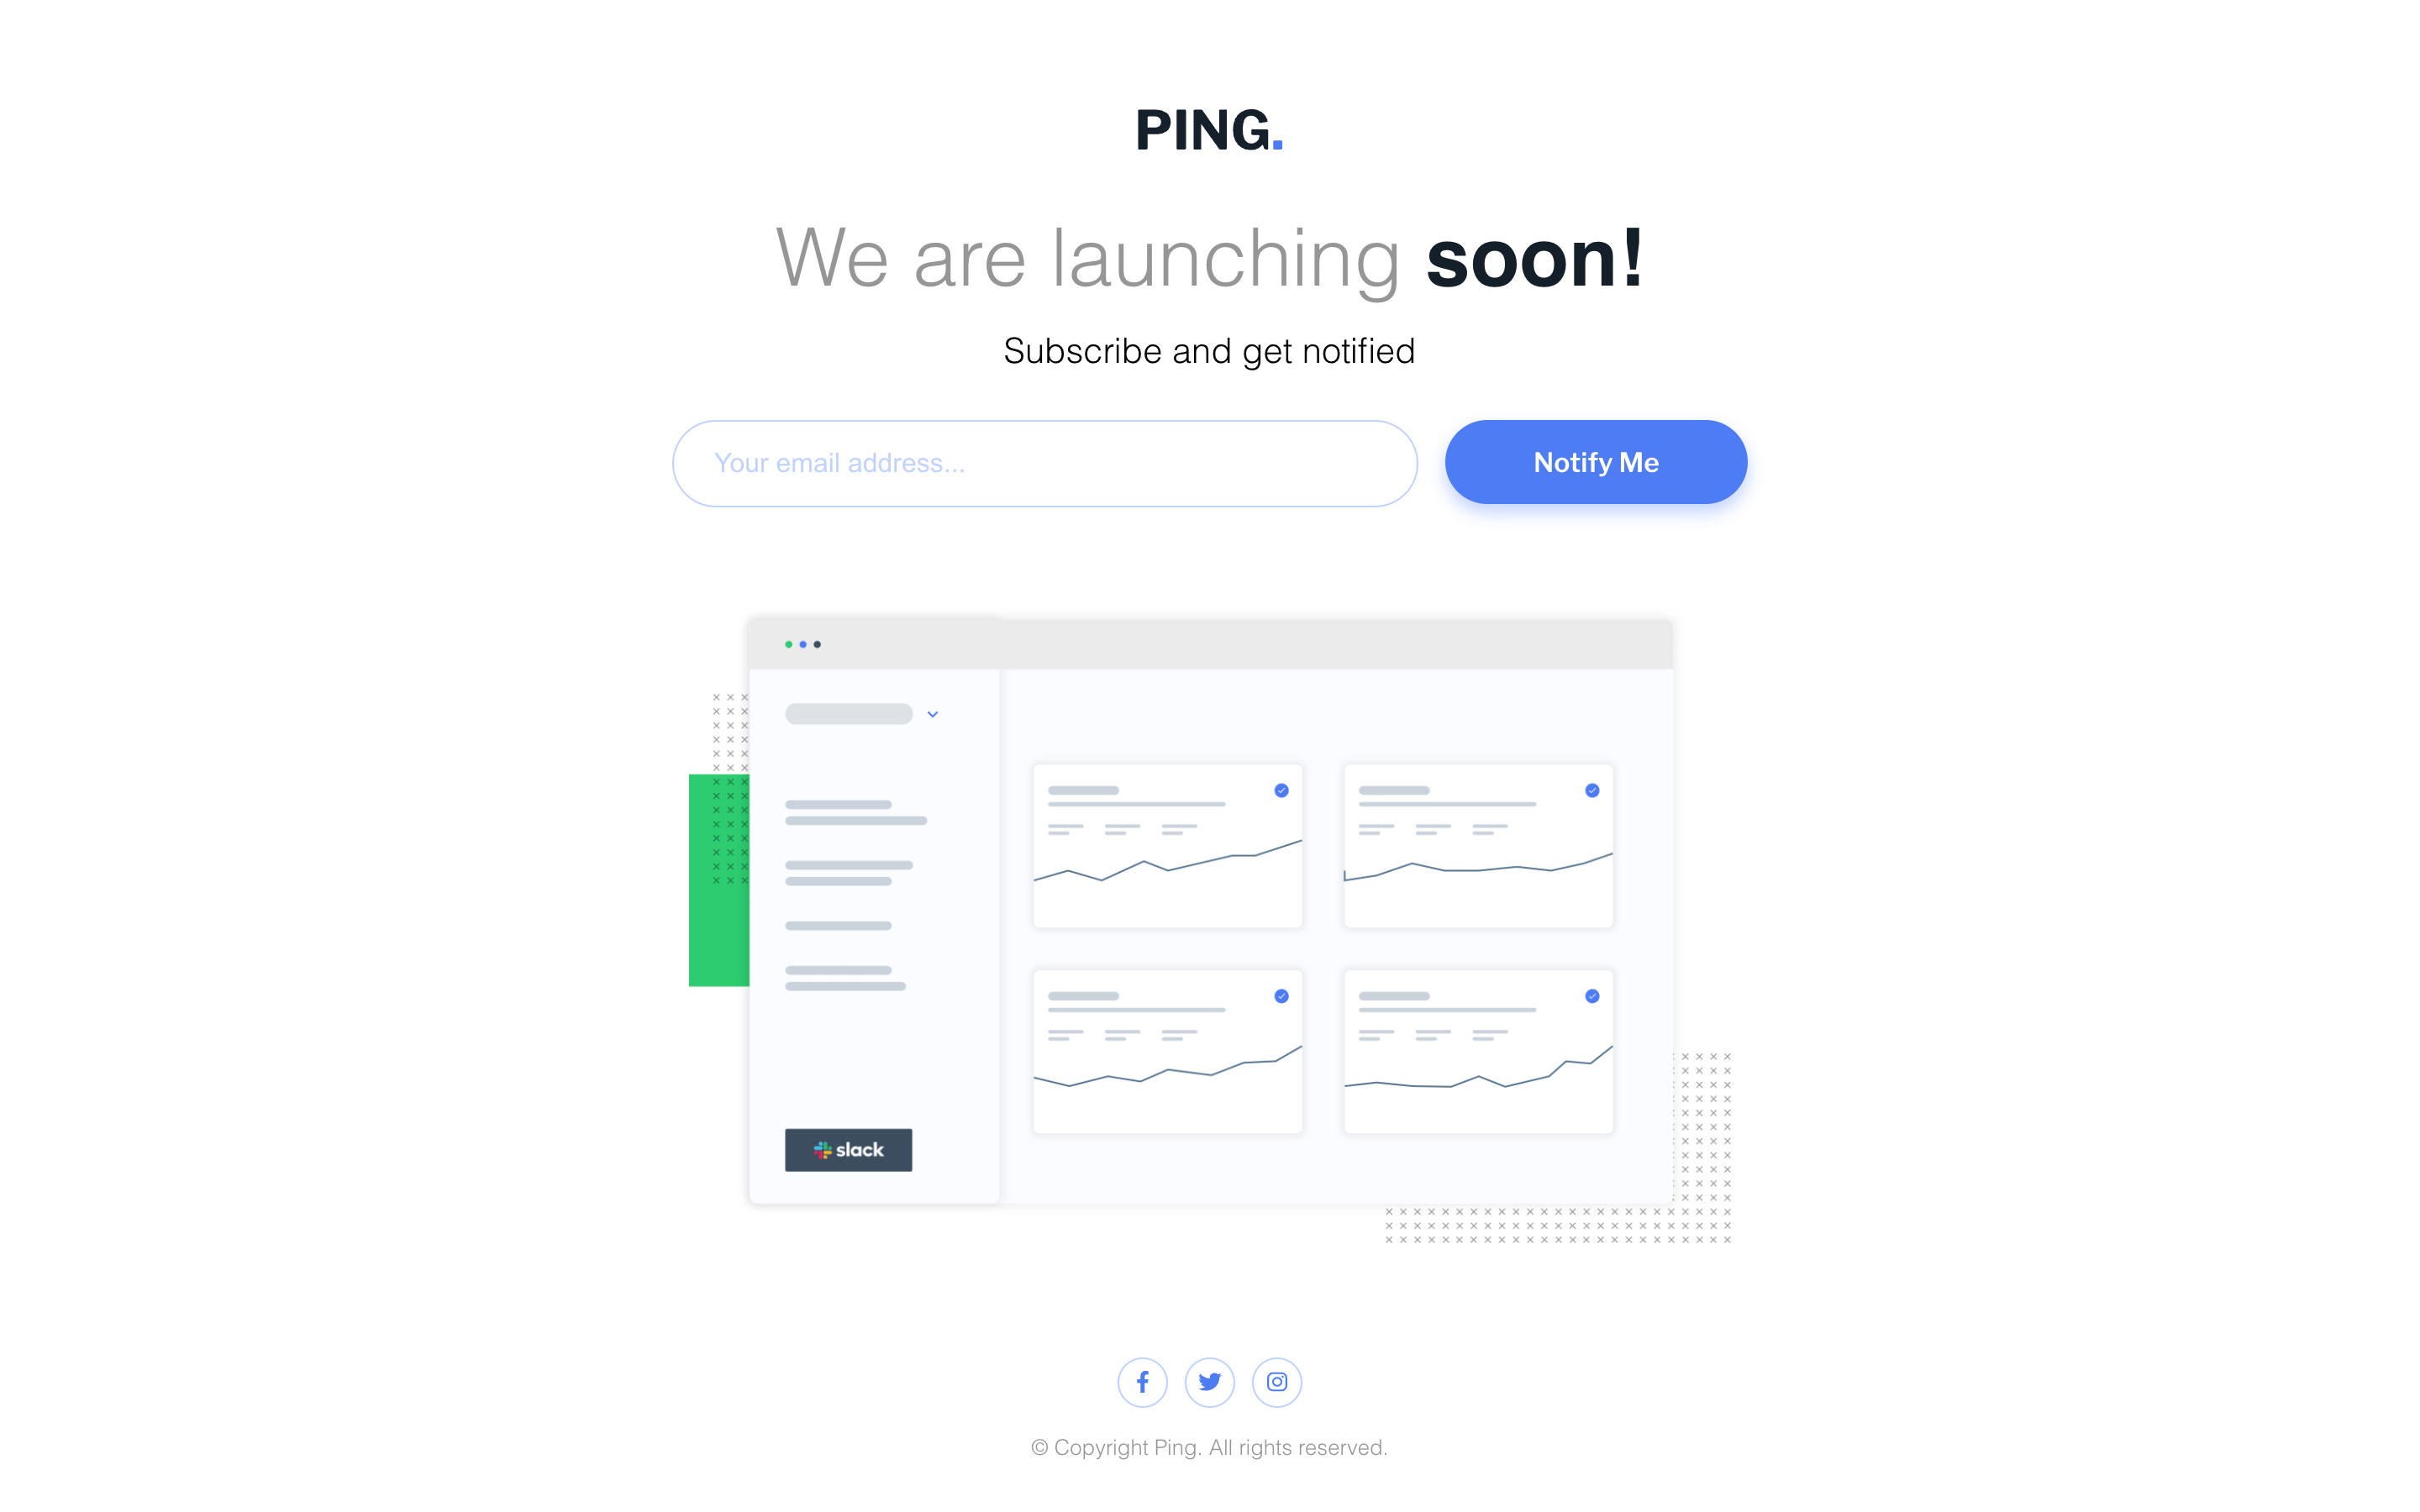 PING.
We are launching soon!
Subscribe and get notified
Your email address...
Notify Me
slack
© Copyright Ping. All rights reserved.